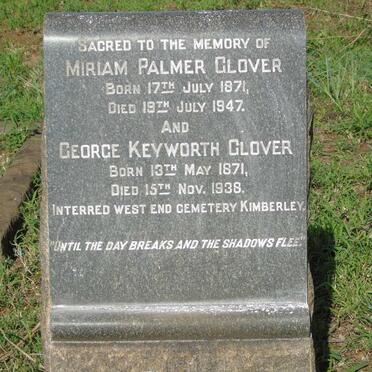 SACRED TO THE MEMORY OF
MIRIAM PALMER GLOVER
BORN 17TH JULY 1871,
DIED 19TH JULY 1947.
AND
GEORGE KEYWORTH GLOVER
BORN 13TH MAY 1871,
DIED 15TH NOV. 1938.
INTERRED WEST END CEMETERY KIMBERLEY.
"UNTIL THE DAY BREAKS AND THE SHADOWS FLEE"